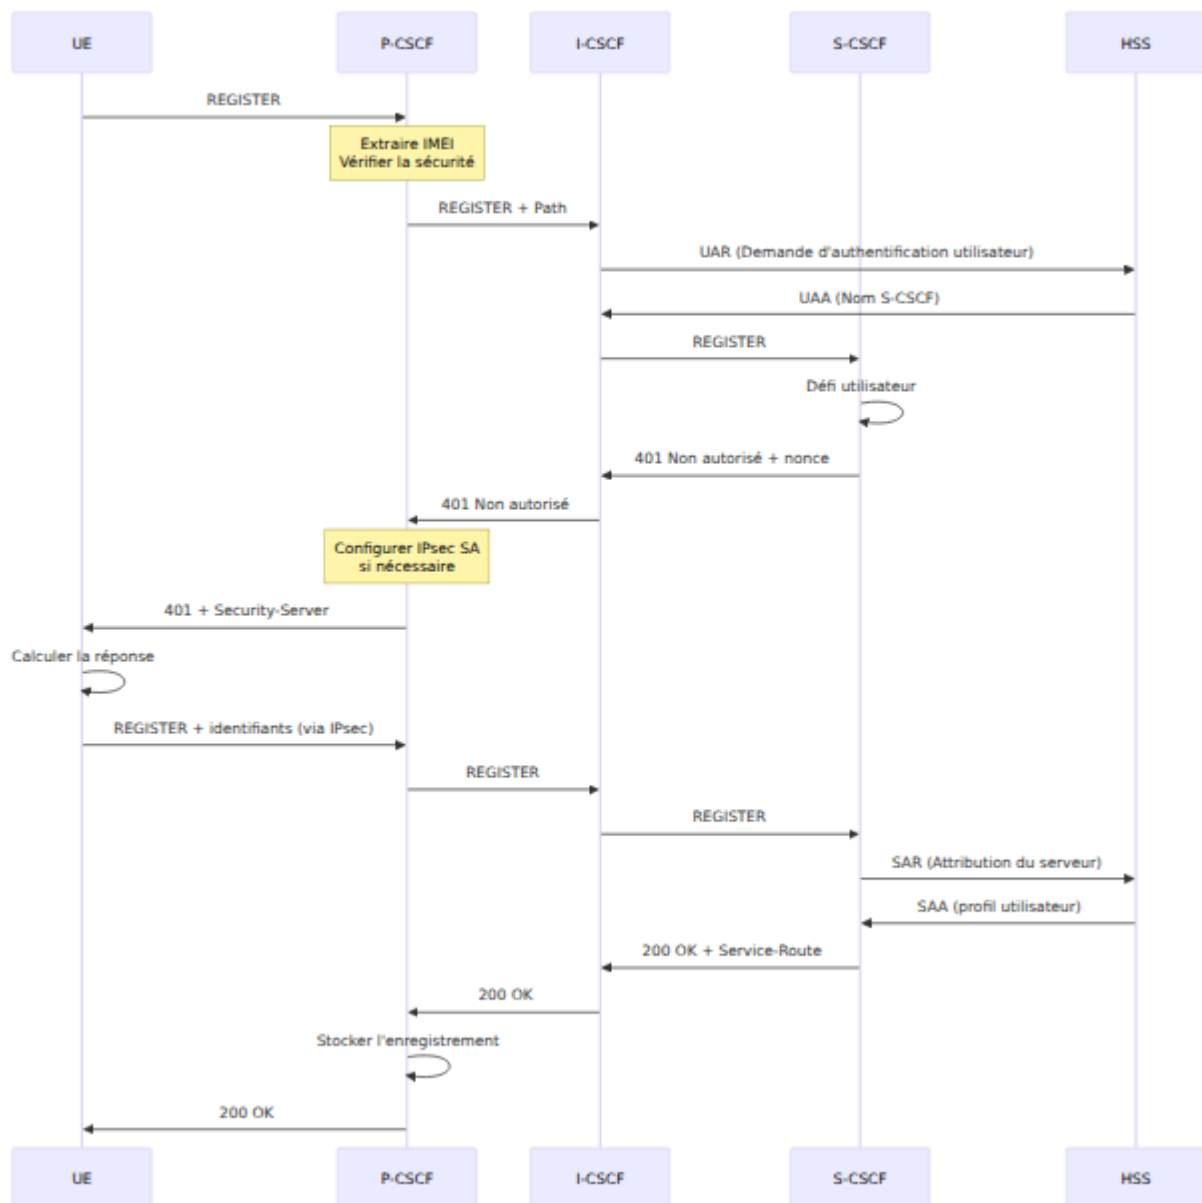 UE
P-CSCF
I-CSCF
S-CSCF
HSS
REGISTER
Extraire IMEI
Vérifier la sécurité
REGISTER + Path
UAR (Demande d'authentification utilisateur)
UAA (Nom S-CSCF)
REGISTER
Défi utilisateur
401 Non autorisé + nonce
401 Non autorisé
Configurer IPsec SA
si nécessaire
401 + Security-Server
Calculer la réponse
REGISTER + identifiants (via IPsec)
REGISTER
REGISTER
SAR (Attribution du serveur)
SAA (profil utilisateur)
200 OK + Service-Route
200 OK
Stocker l'enregistrement
200 OK
UE
P-CSCF
I-CSCF
S-CSCF
HSS